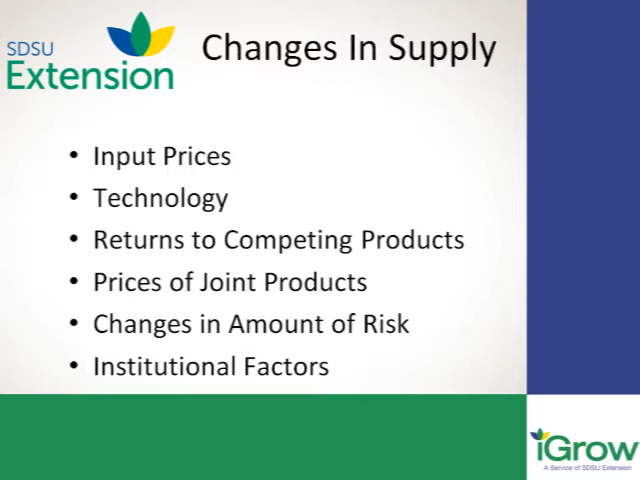 SDSU
Extension
Changes In Supply
• Input Prices
• Technology
• Returns to Competing Products
• Prices of Joint Products
• Changes in Amount of Risk
• Institutional Factors
iGrow
A Service of SDSU Extension